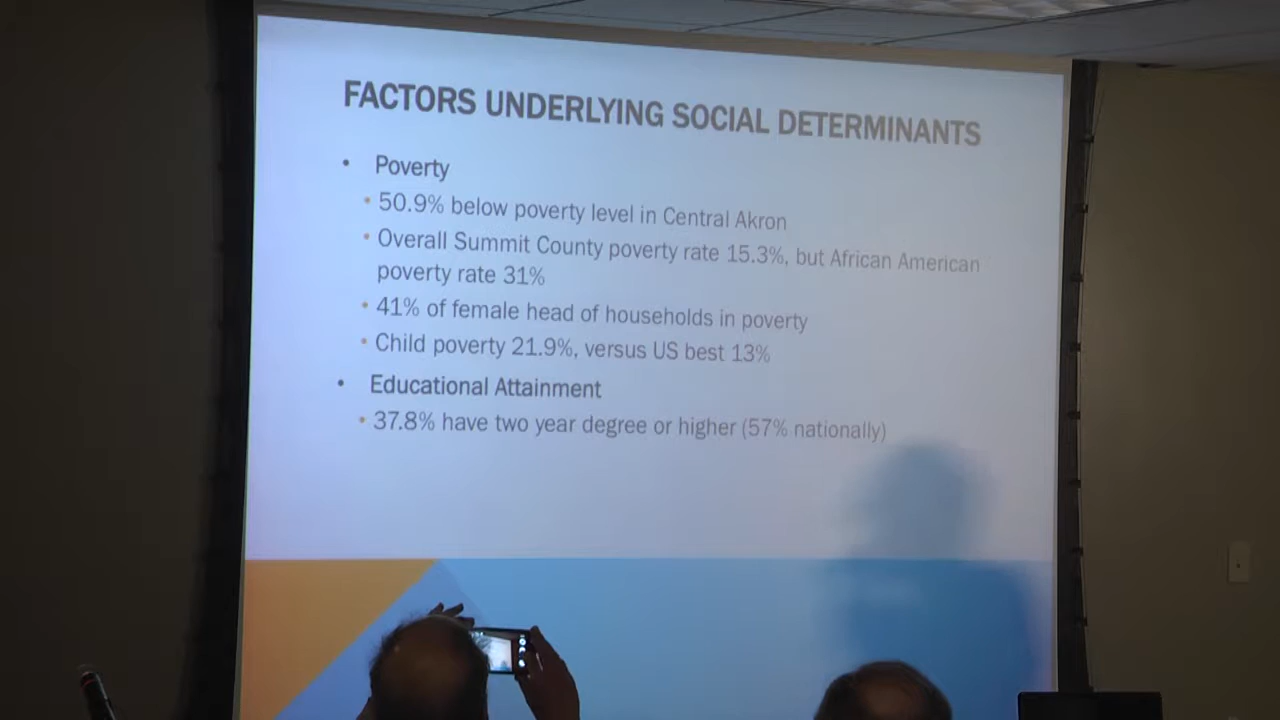 FACTORS UNDERLYING SOCIAL DETERMINANTS
• Poverty
• 50.9% below poverty level in Central Akron
• Overall Summit County poverty rate 15.3%, but African American
poverty rate 31%
• 41% of female head of households in poverty
• Child poverty 21.9%, versus US best 13%
• Educational Attainment
• 37.8% have two year degree or higher (57% nationally)